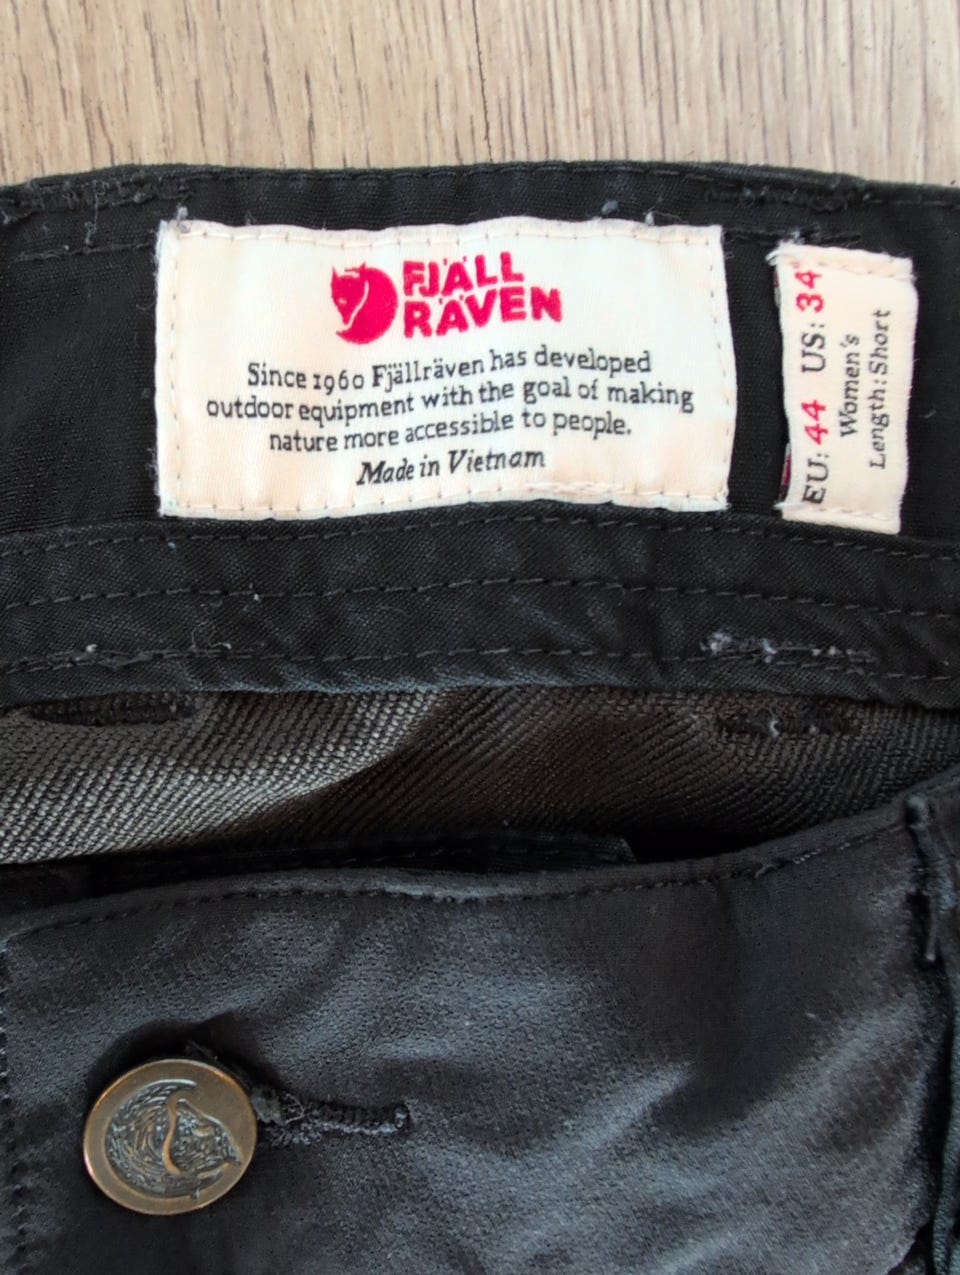 FJÄLL
RÄVEN
Since 1960 Fjällräven has developed
outdoor equipment with the goal of making
nature more accessible to people.
Made in Vietnam
EU: 44 US: 34"
Women's
Length: Short